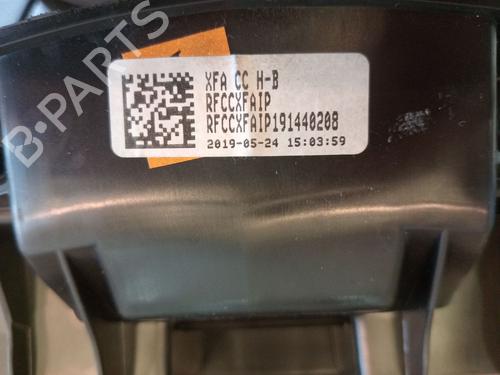 XFA CC H-B
RFCCXFAIP
RFCCXFAIP191440208
2019-05-24 15:03:59
B-PARTS